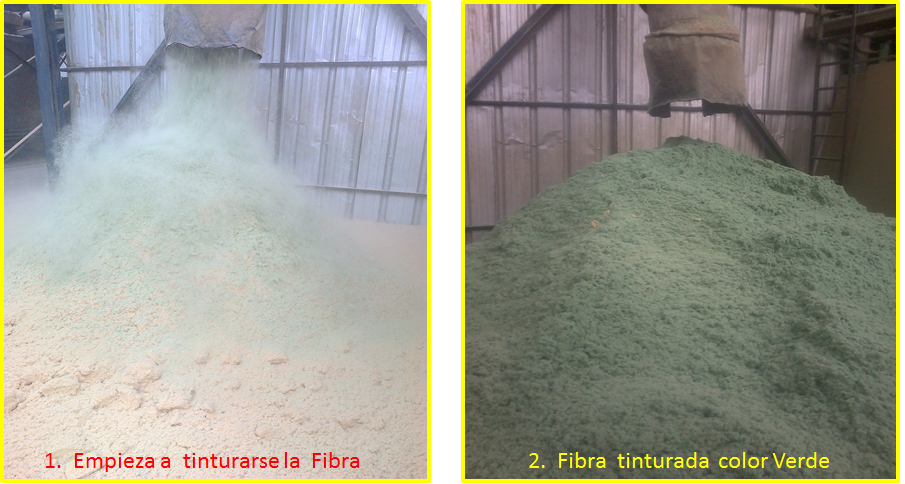 1. Empieza a tinturarse la Fibra
2. Fibra tinturada color Verde